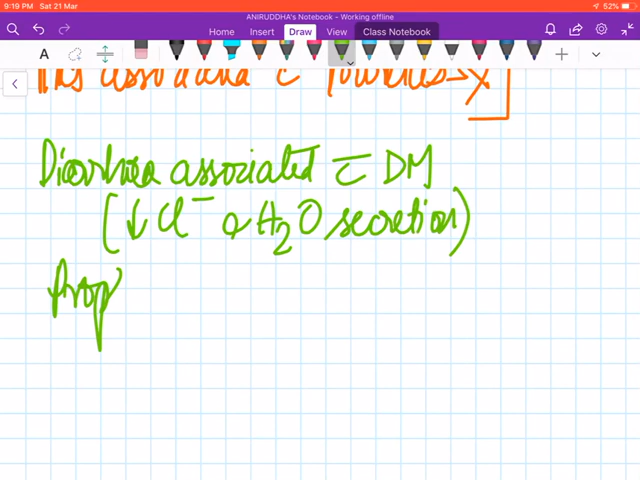 9:19 PM Sat 21 Mar
52%
ANIRUDDHA's Notebook - Working offline
Home Insert Draw View Class Notebook
A
associated c̄
Diarrhea associated c̄ DM
(↓ Cl⁻ & H₂O secretion)
Prop